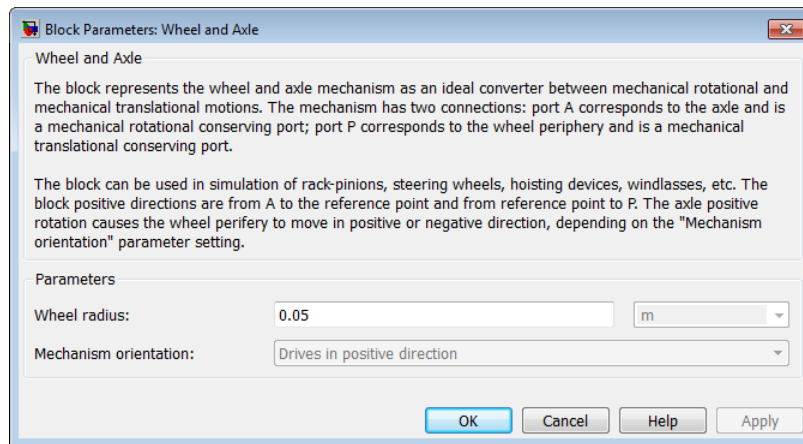 Block Parameters: Wheel and Axle
Wheel and Axle
The block represents the wheel and axle mechanism as an ideal converter between mechanical rotational and
mechanical translational motions. The mechanism has two connections: port A corresponds to the axle and is
a mechanical rotational conserving port; port P corresponds to the wheel periphery and is a mechanical
translational conserving port.
The block can be used in simulation of rack-pinions, steering wheels, hoisting devices, windlasses, etc. The
block positive directions are from A to the reference point and from reference point to P. The axle positive
rotation causes the wheel perifery to move in positive or negative direction, depending on the "Mechanism
orientation" parameter setting.
Parameters
Wheel radius: 0.05 m
Mechanism orientation: Drives in positive direction
OK Cancel Help Apply